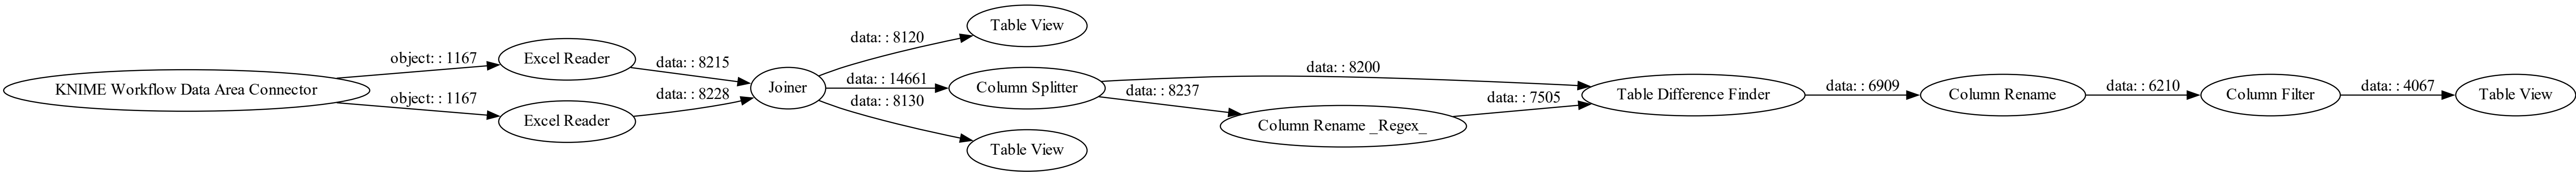 KNIME Workflow Data Area Connector
object: : 1167
object: : 1167
Excel Reader
Excel Reader
data: : 8215
data: : 8228
Joiner
data: : 8120
data: : 14661
data: : 8130
Table View
Column Splitter
Table View
data: : 8200
data: : 8237
Column Rename _Regex_
data: : 7505
Table Difference Finder
data: : 6909
Column Rename
data: : 6210
Column Filter
data: : 4067
Table View